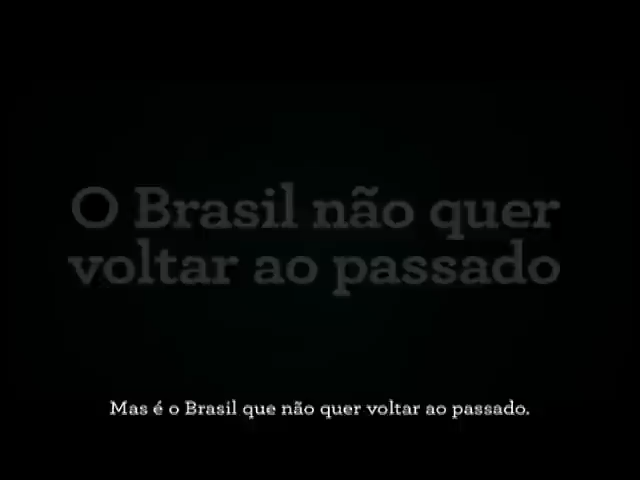 O Brasil não quer
voltar ao passado
Mas é o Brasil que não quer voltar ao passado.